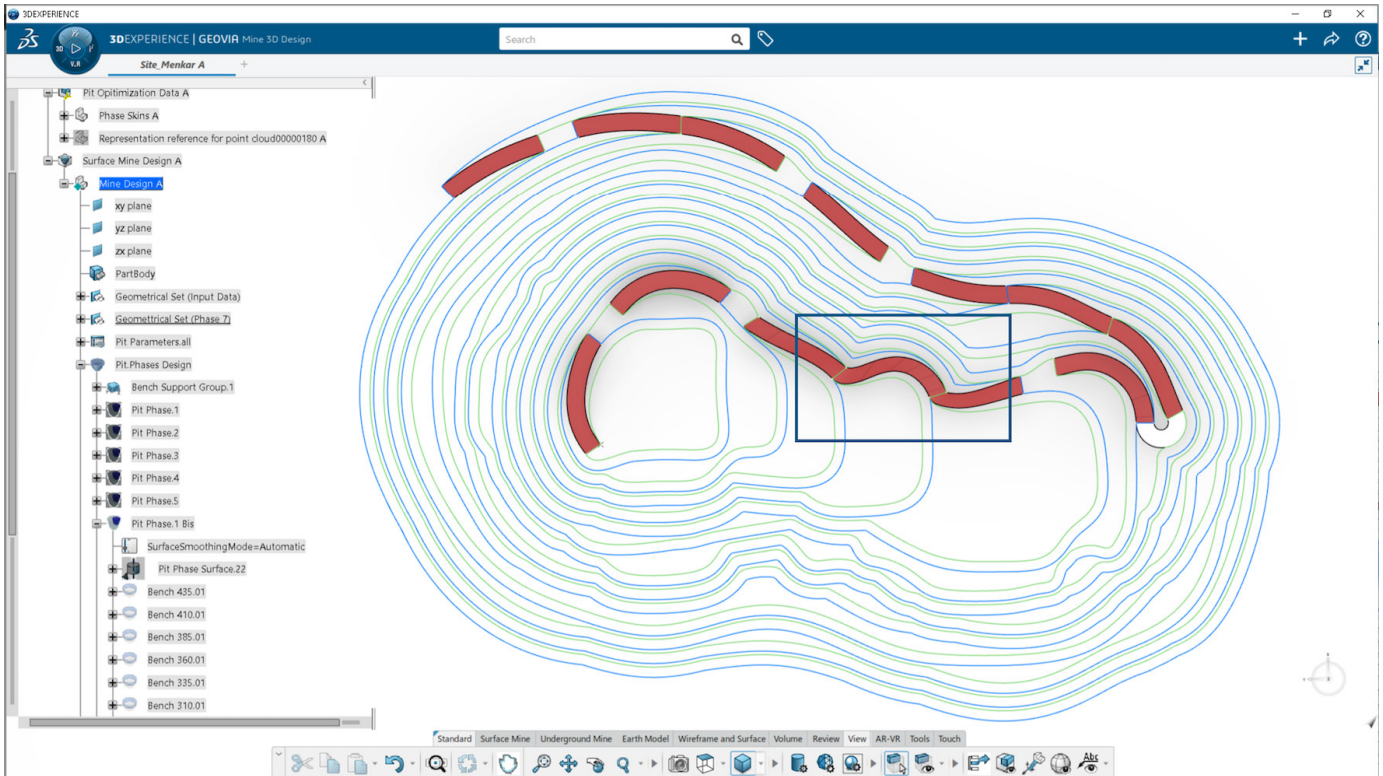 3DEXPERIENCE
3DEXPERIENCE | GEOVIA Mine 3D Design
Search
3D
V.R
Site_Menkar A
Pit Opitimization Data A
Phase Skins A
Representation reference for point cloud00000180 A
Surface Mine Design A
Mine Design A
xy plane
yz plane
zx plane
PartBody
Geometrical Set (Input Data)
Geomettrical Set (Phase 7)
Pit Parameters.all
Pit.Phases Design
Bench Support Group.1
Pit Phase.1
Pit Phase.2
Pit Phase.3
Pit Phase.4
Pit Phase.5
Pit Phase.1 Bis
SurfaceSmoothingMode=Automatic
Pit Phase Surface.22
Bench 435.01
Bench 410.01
Bench 385.01
Bench 360.01
Bench 335.01
Bench 310.01
Standard Surface Mine Underground Mine Earth Model Wireframe and Surface Volume Review View AR-VR Tools Touch
Abc